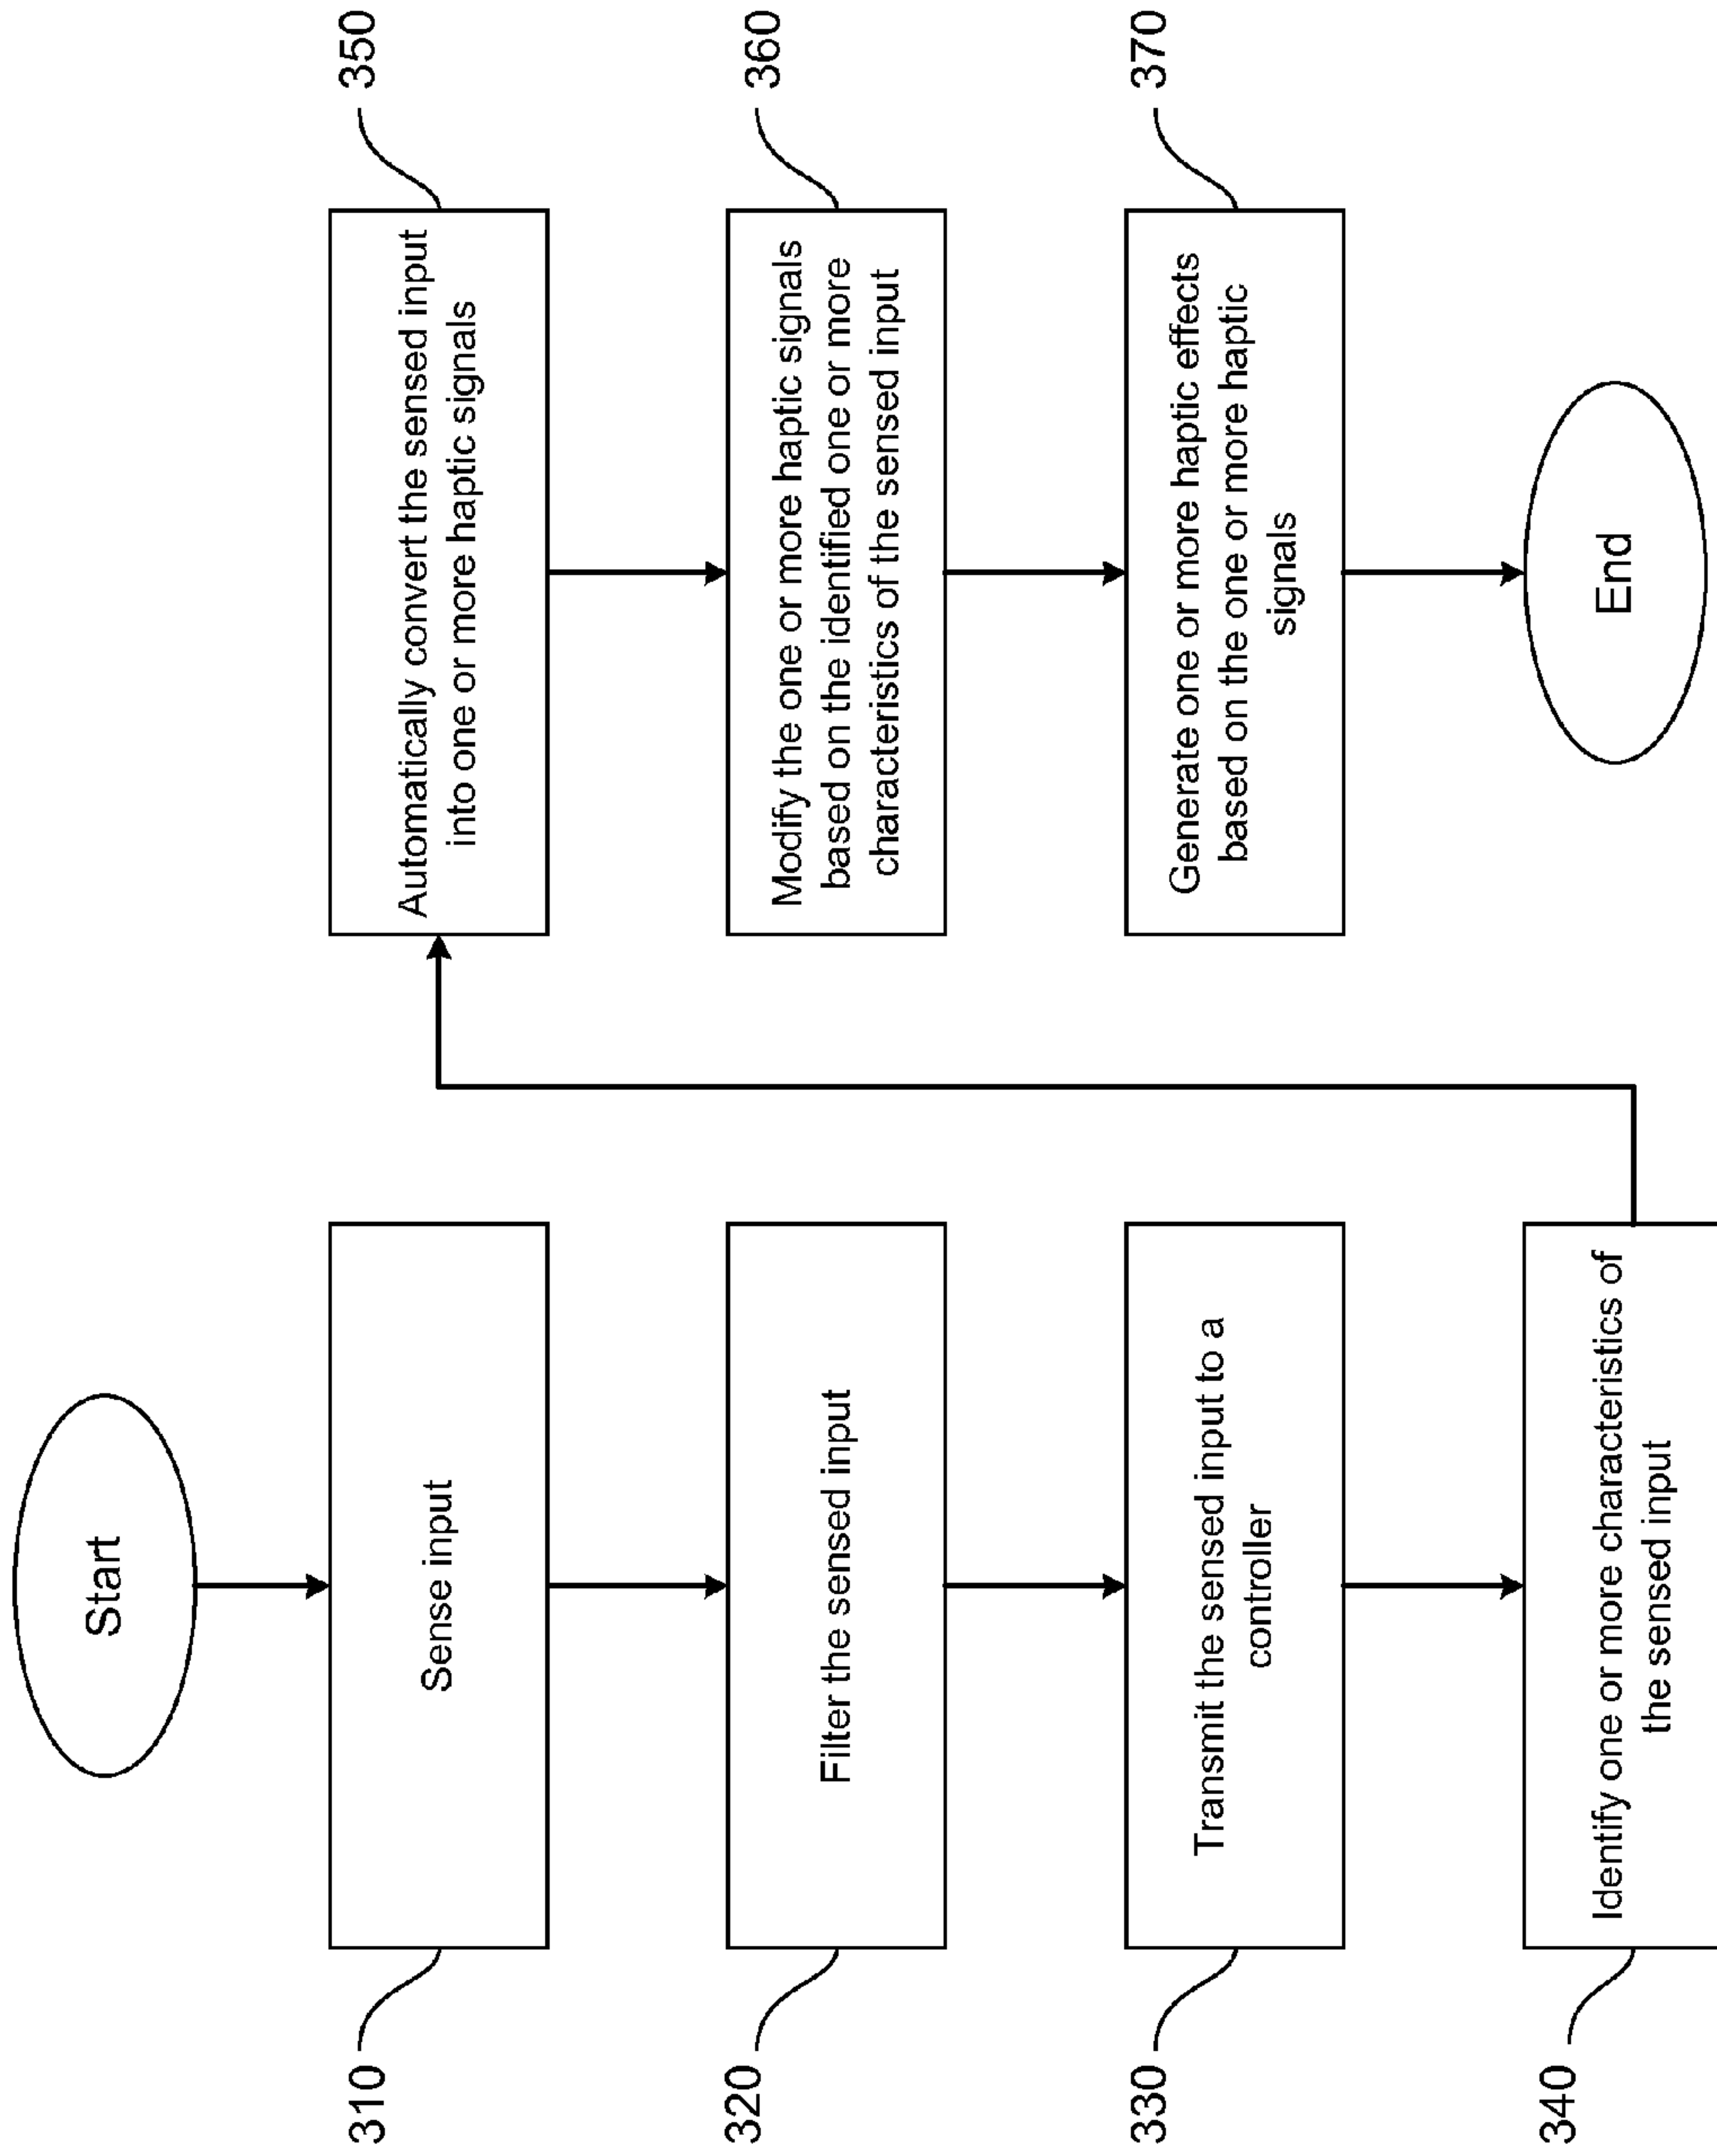 Start
310
Sense input
320
Filter the sensed input
330
Transmit the sensed input to a
controller
340
Identify one or more characteristics of
the sensed input
350
Automatically convert the sensed input
into one or more haptic signals
360
Modify the one or more haptic signals
based on the identified one or more
characteristics of the sensed input
370
Generate one or more haptic effects
based on the one or more haptic
signals
End